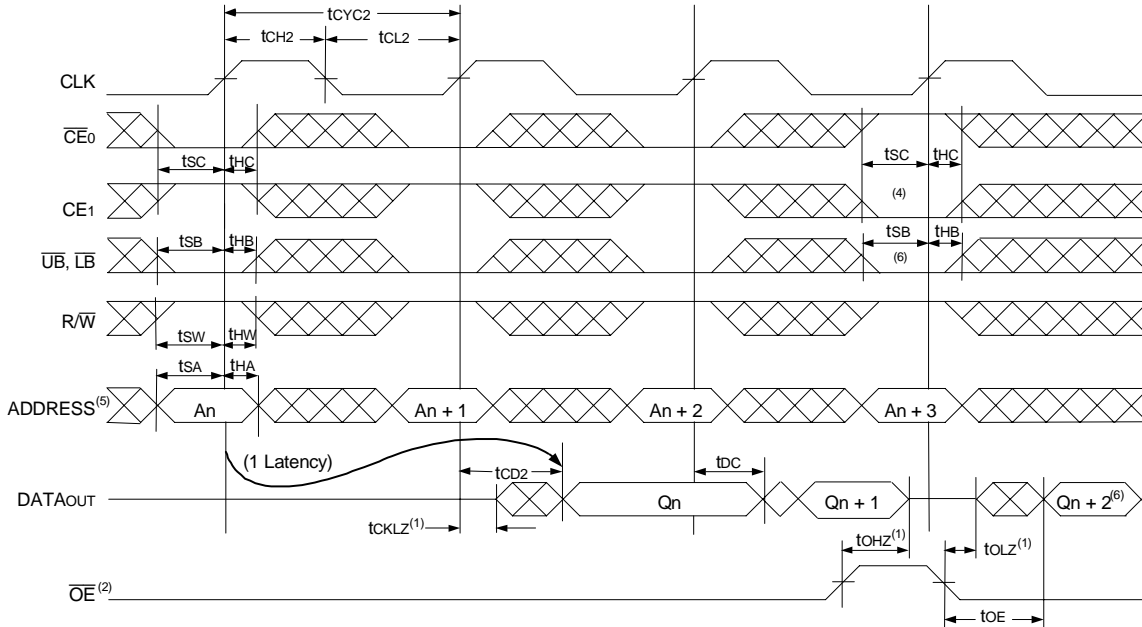 tCYC2
tCH2 tCL2
CLK
CE0
tSC tHC tSC tHC
CE1 (4)
tSB tHB tSB tHB
UB, LB (6)
R/W
tSW tHW
tSA tHA
ADDRESS(5) An An + 1 An + 2 An + 3
(1 Latency) tCD2 tDC
DATAOUT Qn Qn + 1 Qn + 2(6)
tCKLZ(1)
tOHZ(1) tOLZ(1)
OE(2)
tOE